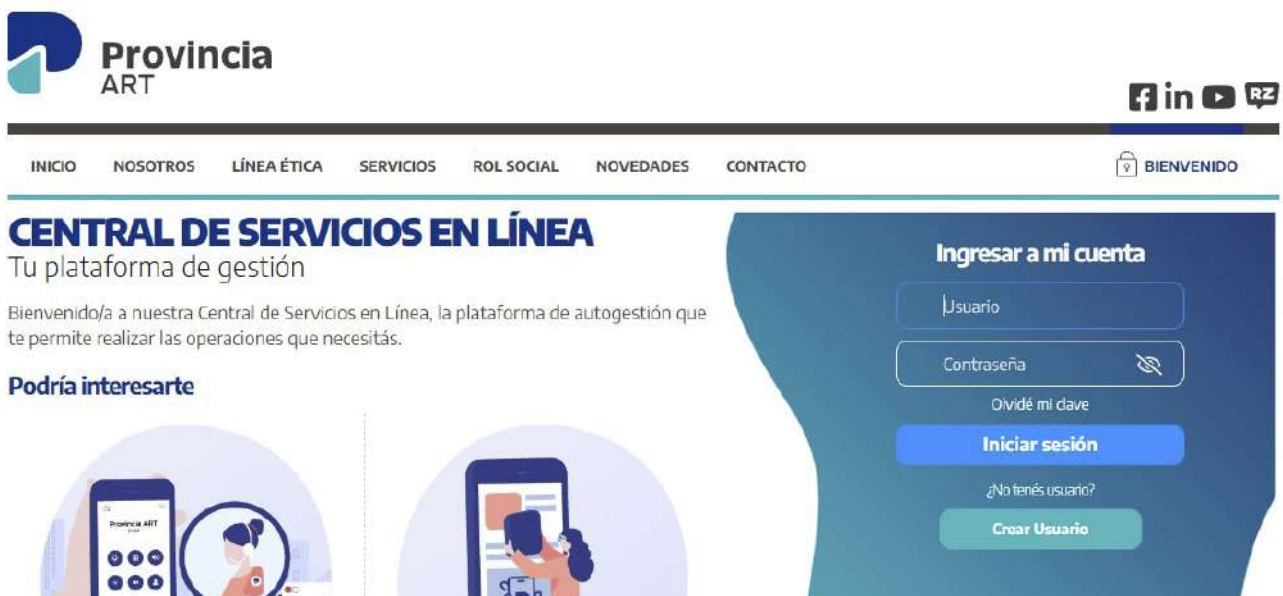 Provincia
ART
RZ
INICIO NOSOTROS LÍNEA ÉTICA SERVICIOS ROL SOCIAL NOVEDADES CONTACTO BIENVENIDO
CENTRAL DE SERVICIOS EN LÍNEA
Tu plataforma de gestión
Bienvenido/a a nuestra Central de Servicios en Línea, la plataforma de autogestión que
te permite realizar las operaciones que necesitás.
Podría interesarte
Provincia ART
Ingresar a mi cuenta
Usuario
Contraseña
Olvidé mi clave
Iniciar sesión
¿No tenés usuario?
Crear Usuario